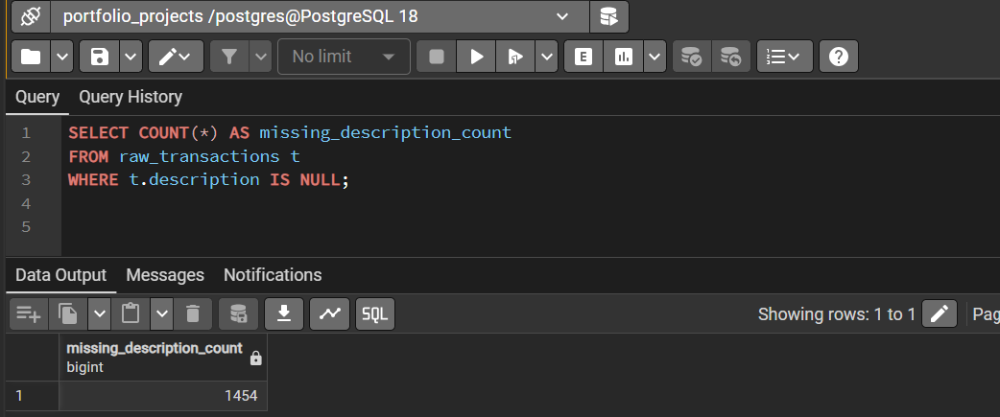 portfolio_projects /postgres@PostgreSQL 18
No limit
E
Query Query History
1 SELECT COUNT(*) AS missing_description_count
2 FROM raw_transactions t
3 WHERE t.description IS NULL;
4
5
Data Output Messages Notifications
SQL Showing rows: 1 to 1 Pag
missing_description_count
bigint
1 1454